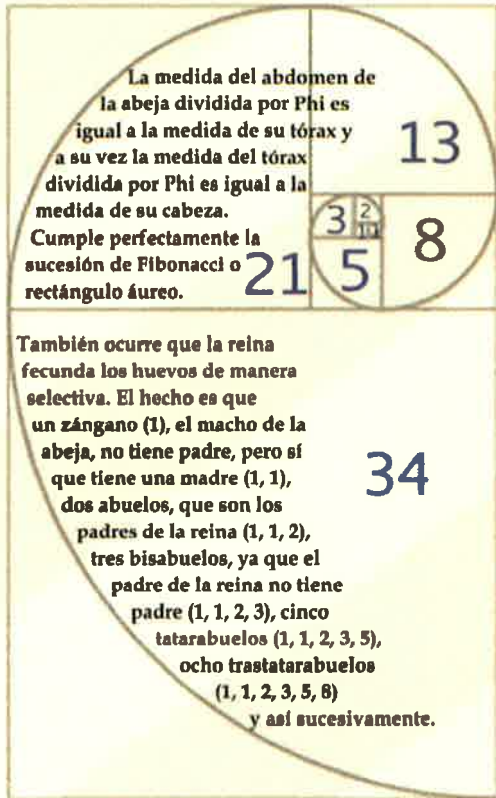 La medida del abdomen de
la abeja dividida por Phi es
igual a la medida de su tórax y
a su vez la medida del tórax
dividida por Phi es igual a la
medida de su cabeza.
Cumple perfectamente la
sucesión de Fibonacci o
rectángulo áureo.
13
3
2
1
1
8
5
21
También ocurre que la reina
fecunda los huevos de manera
selectiva. El hecho es que
un zángano (1), el macho de la
abeja, no tiene padre, pero sí
que tiene una madre (1, 1),
dos abuelos, que son los
padres de la reina (1, 1, 2),
tres bisabuelos, ya que el
padre de la reina no tiene
padre (1, 1, 2, 3), cinco
tatarabuelos (1, 1, 2, 3, 5),
ocho trastatarabuelos
(1, 1, 2, 3, 5, 8)
y así sucesivamente.
34